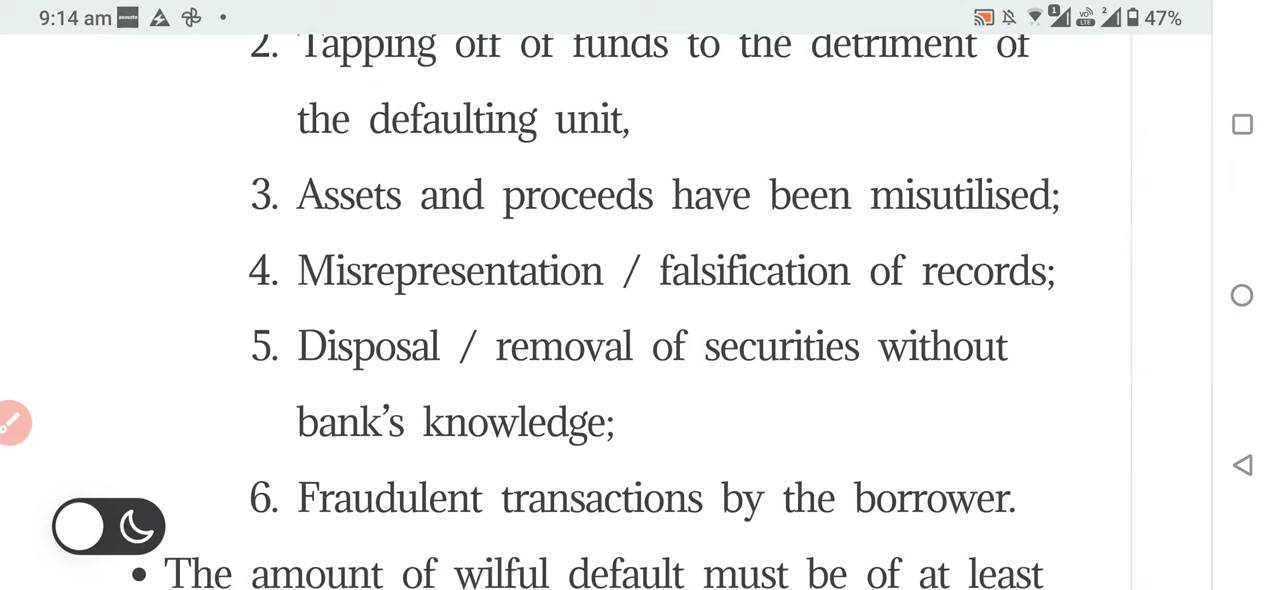 9:14 am 47%
2. Tapping off of funds to the detriment of
the defaulting unit,
3. Assets and proceeds have been misutilised;
4. Misrepresentation / falsification of records;
5. Disposal / removal of securities without
bank’s knowledge;
6. Fraudulent transactions by the borrower.
• The amount of wilful default must be of at least